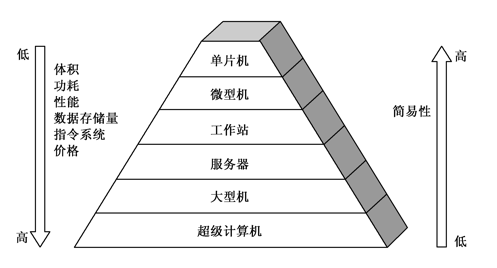 低
体积
功耗
性能
数据存储量
指令系统
价格
高
单片机
微型机
工作站
服务器
大型机
超级计算机
高
简易性
低